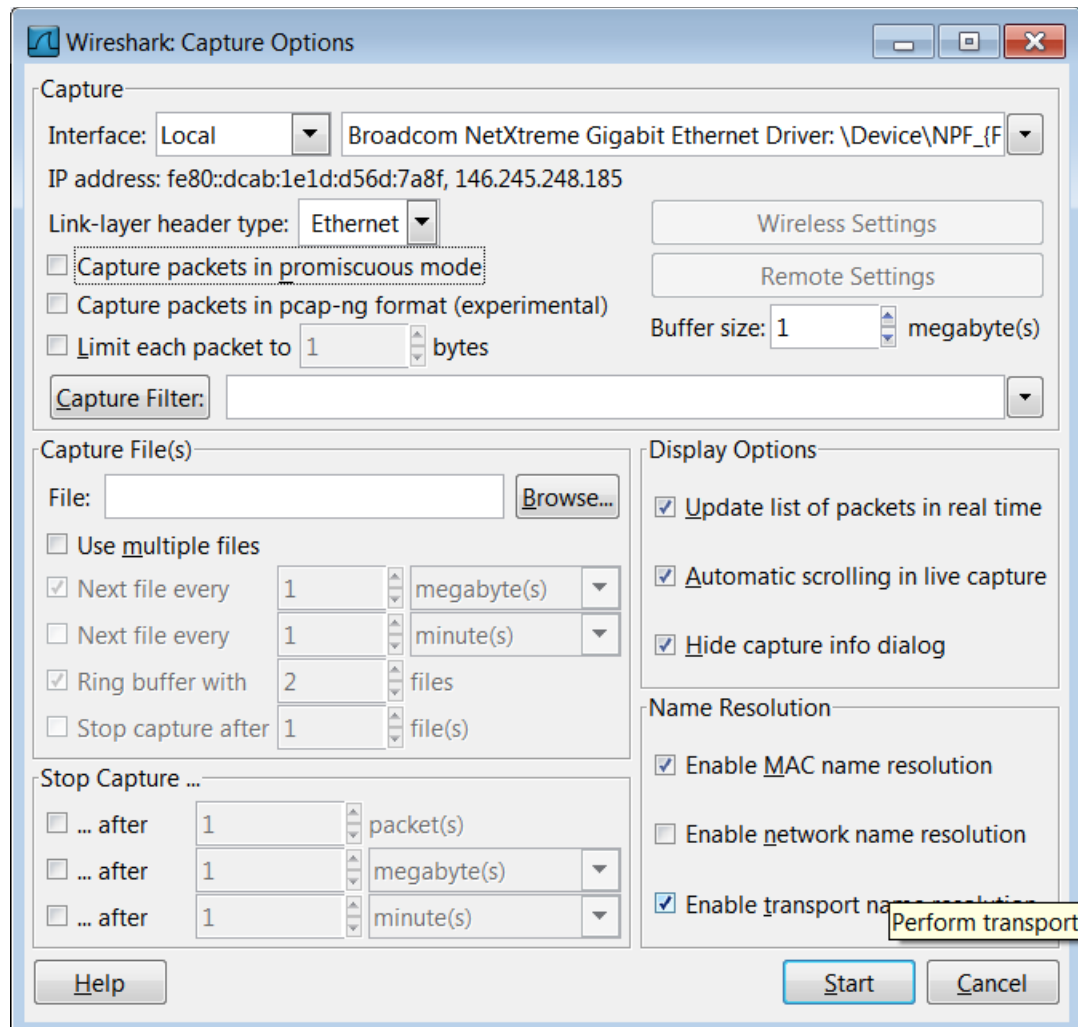 Wireshark: Capture Options
Capture
Interface: Local Broadcom NetXtreme Gigabit Ethernet Driver: \Device\NPF_{F
IP address: fe80::dcab:1e1d:d56d:7a8f, 146.245.248.185
Link-layer header type: Ethernet Wireless Settings
Capture packets in promiscuous mode Remote Settings
Capture packets in pcap-ng format (experimental)
Buffer size: 1 megabyte(s)
Limit each packet to 1 bytes
Capture Filter:
Capture File(s)
File: Browse...
Use multiple files
Next file every 1 megabyte(s)
Next file every 1 minute(s)
Ring buffer with 2 files
Stop capture after 1 file(s)
Stop Capture ...
... after 1 packet(s)
... after 1 megabyte(s)
... after 1 minute(s)
Display Options
Update list of packets in real time
Automatic scrolling in live capture
Hide capture info dialog
Name Resolution
Enable MAC name resolution
Enable network name resolution
Enable transport name resolution
Perform transport
Help Start Cancel